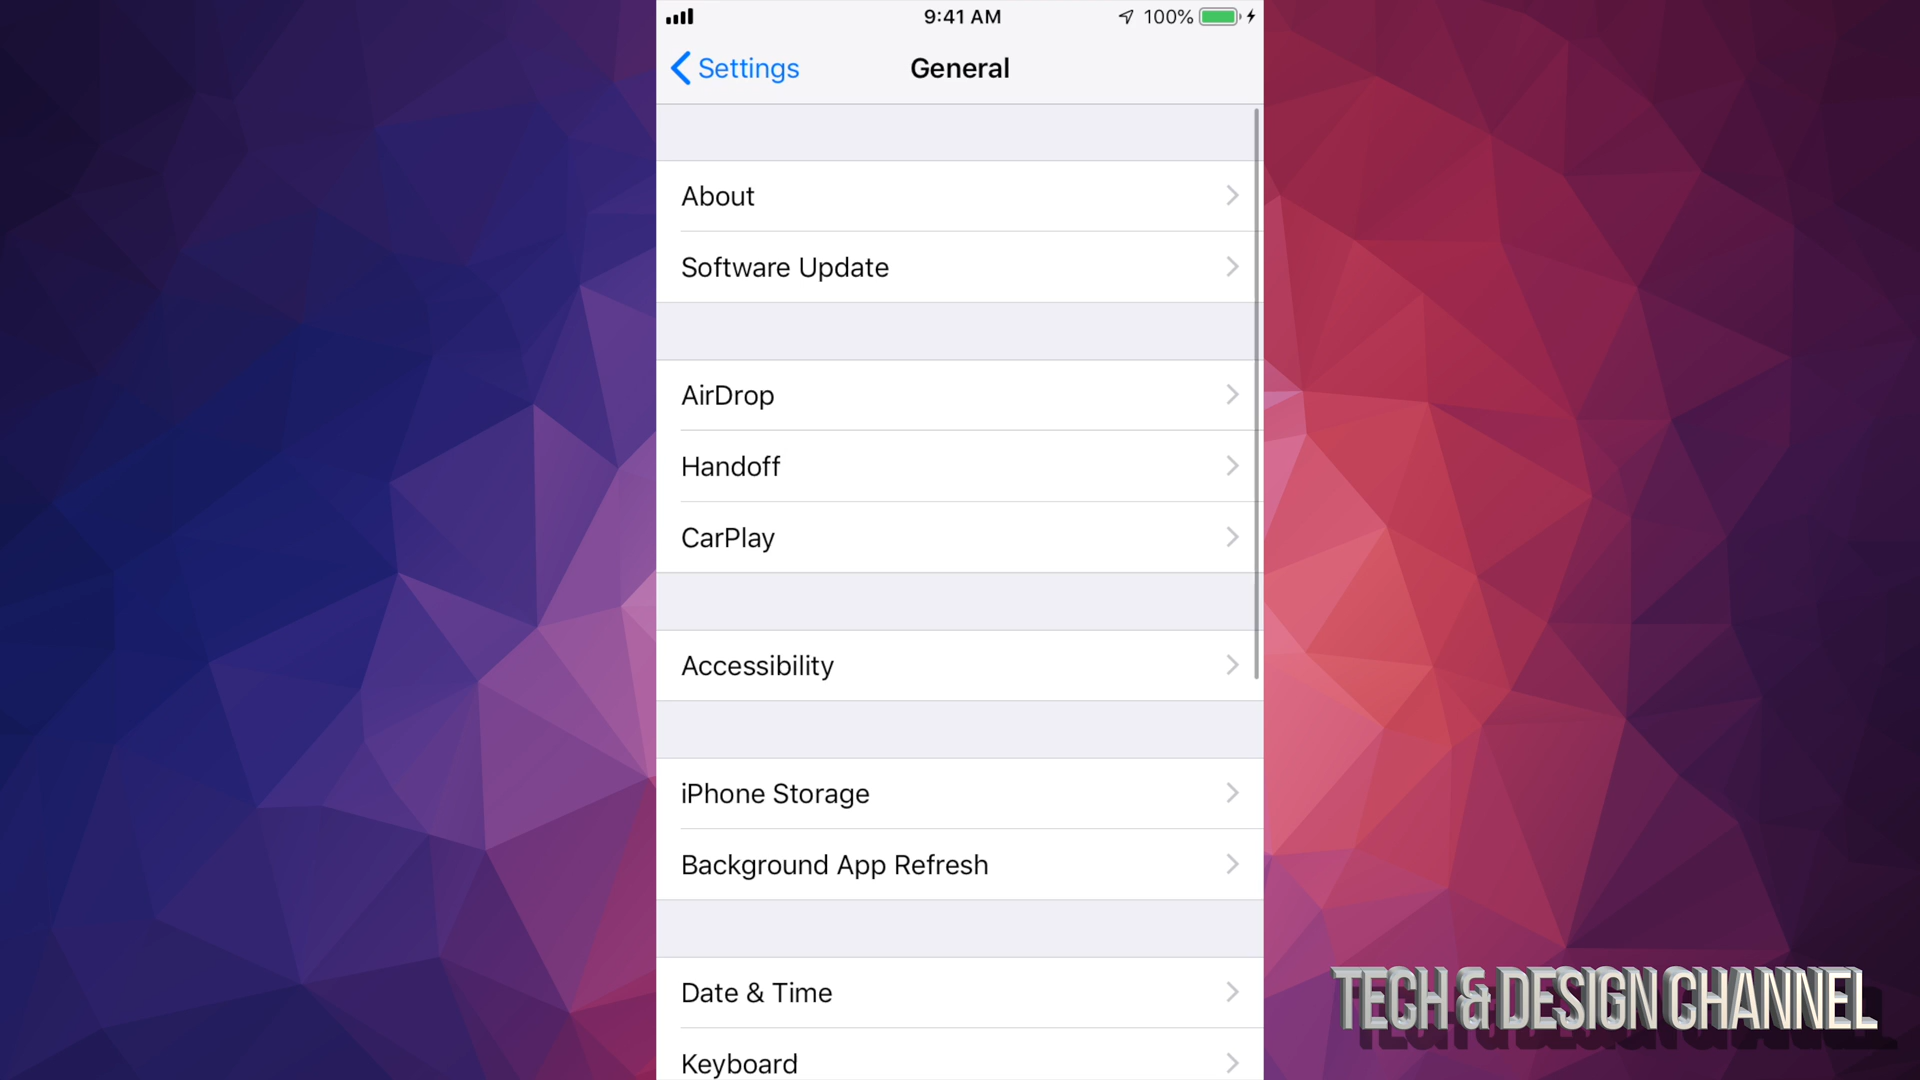 9:41 AM
100%
Settings
General
About
Software Update
AirDrop
Handoff
CarPlay
Accessibility
iPhone Storage
Background App Refresh
Date & Time
Keyboard
TECH & DESIGN CHANNEL